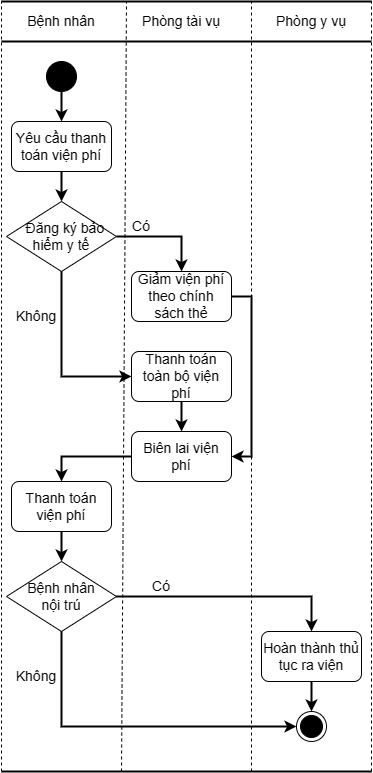 Bệnh nhân
Phòng tài vụ
Phòng y vụ
Yêu cầu thanh
toán viện phí
Đăng ký bảo
hiểm y tế
Có
Giảm viện phí
theo chính
sách thẻ
Không
Thanh toán
toàn bộ viện
phí
Biên lai viện
phí
Thanh toán
viện phí
Bệnh nhân
nội trú
Có
Hoàn thành thủ
tục ra viện
Không